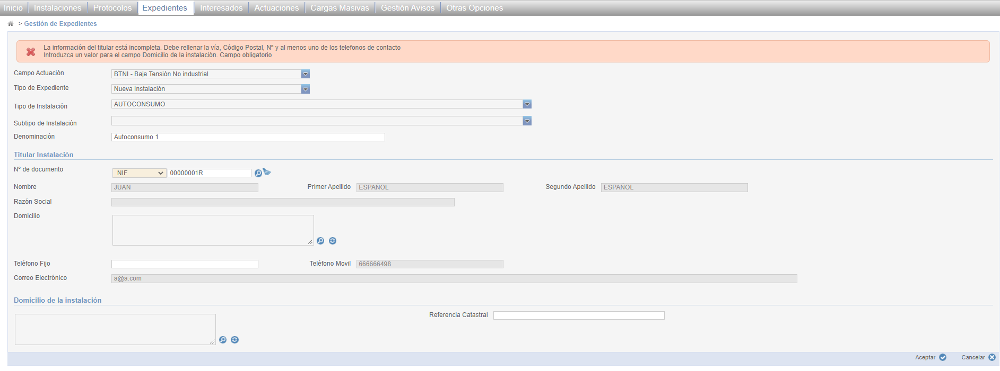 Inicio Instalaciones Protocolos Expedientes Interesados Actuaciones Cargas Masivas Gestión Avisos Otras Opciones
> Gestión de Expedientes
La información del titular está incompleta. Debe rellenar la vía, Código Postal, Nº y al menos uno de los telefonos de contacto
Introduzca un valor para el campo Domicilio de la instalación. Campo obligatorio
Campo Actuación BTNI - Baja Tensión No industrial
Tipo de Expediente Nueva Instalación
Tipo de Instalación AUTOCONSUMO
Subtipo de Instalación
Denominación Autoconsumo 1
Titular Instalación
Nº de documento NIF 00000001R
Nombre JUAN Primer Apellido ESPAÑOL Segundo Apellido ESPAÑOL
Razón Social
Domicilio
Teléfono Fijo Teléfono Movil 666666498
Correo Electrónico a@a.com
Domicilio de la instalación
Referencia Catastral
Aceptar Cancelar